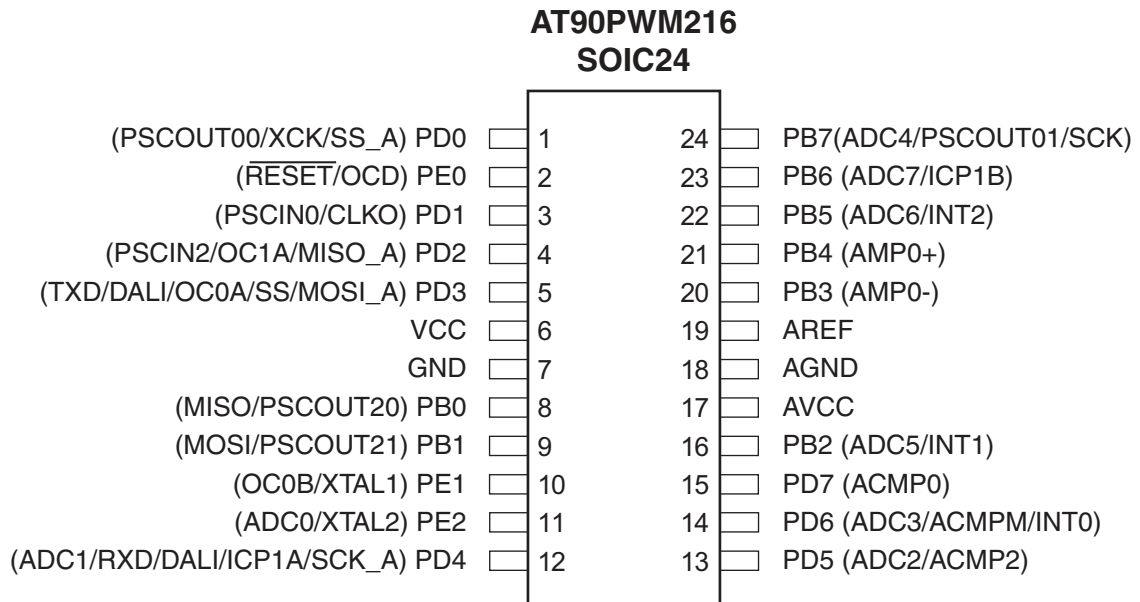 AT90PWM216
SOIC24
(PSCOUT00/XCK/SS_A) PD0 1 24 PB7(ADC4/PSCOUT01/SCK)
(RESET/OCD) PE0 2 23 PB6 (ADC7/ICP1B)
(PSCIN0/CLKO) PD1 3 22 PB5 (ADC6/INT2)
(PSCIN2/OC1A/MISO_A) PD2 4 21 PB4 (AMP0+)
(TXD/DALI/OC0A/SS/MOSI_A) PD3 5 20 PB3 (AMP0-)
VCC 6 19 AREF
GND 7 18 AGND
(MISO/PSCOUT20) PB0 8 17 AVCC
(MOSI/PSCOUT21) PB1 9 16 PB2 (ADC5/INT1)
(OC0B/XTAL1) PE1 10 15 PD7 (ACMP0)
(ADC0/XTAL2) PE2 11 14 PD6 (ADC3/ACMPM/INT0)
(ADC1/RXD/DALI/ICP1A/SCK_A) PD4 12 13 PD5 (ADC2/ACMP2)